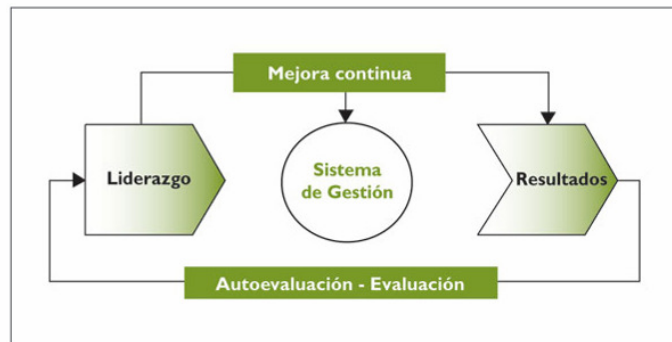 Mejora continua
Liderazgo
Sistema
de Gestión
Resultados
Autoevaluación - Evaluación